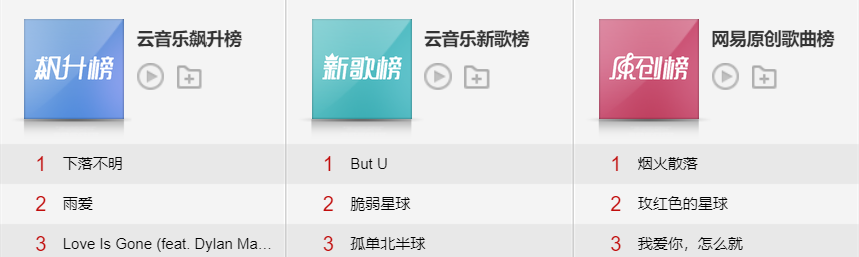 飙升榜
云音乐飙升榜
1 下落不明
2 雨爱
3 Love Is Gone (feat. Dylan Ma…
新歌榜
云音乐新歌榜
1 But U
2 脆弱星球
3 孤单北半球
原创榜
网易原创歌曲榜
1 烟火散落
2 玫红色的星球
3 我爱你，怎么就